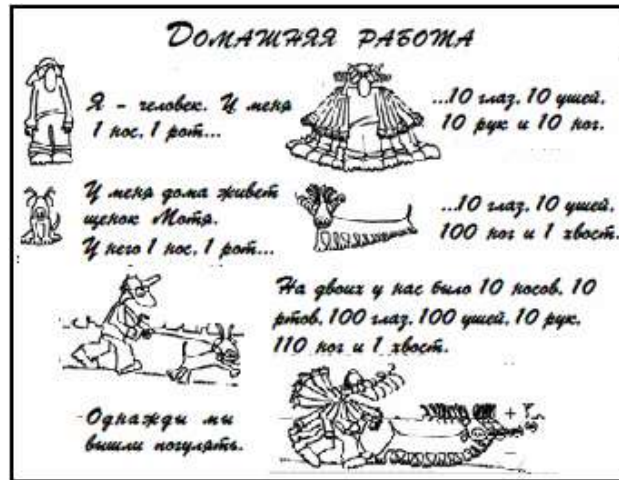 Домашняя работа
Я - человек. У меня
1 нос, 1 рот...
...10 глаз, 10 ушей,
10 рук и 10 ног.
У меня дома живет
щенок Мотя.
У него 1 нос, 1 рот...
...10 глаз, 10 ушей,
100 ног и 1 хвост.
Однажды мы
вышли погулять.
На двоих у нас было 10 носов, 10
ртов, 100 глаз, 100 ушей, 10 рук,
110 ног и 1 хвост.